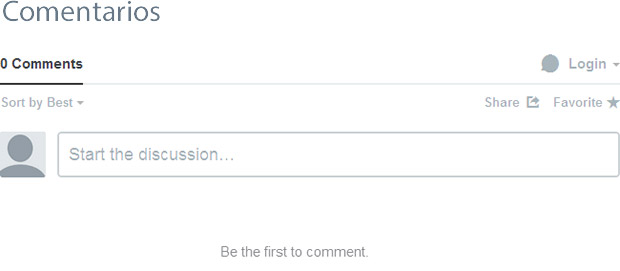 Comentarios
0 Comments
Login
Sort by Best
Share
Favorite
Start the discussion...
Be the first to comment.